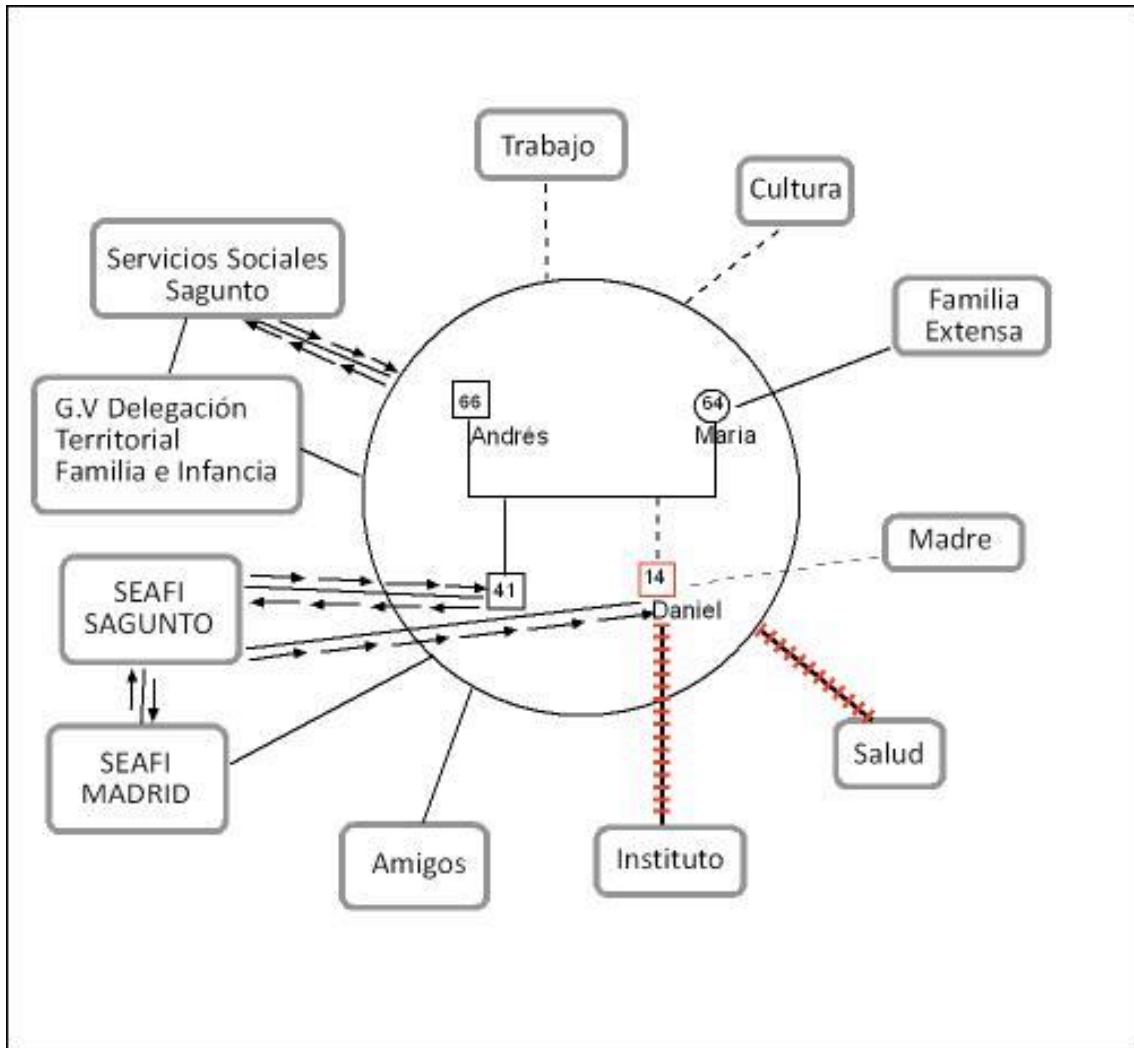 Trabajo
Cultura
Servicios Sociales
Sagunto
Familia
Extensa
G.V Delegación
Territorial
Familia e Infancia
66
Andrés
64
Maria
Madre
SEAFI
SAGUNTO
41
14
Daniel
SEAFI
MADRID
Salud
Amigos
Instituto